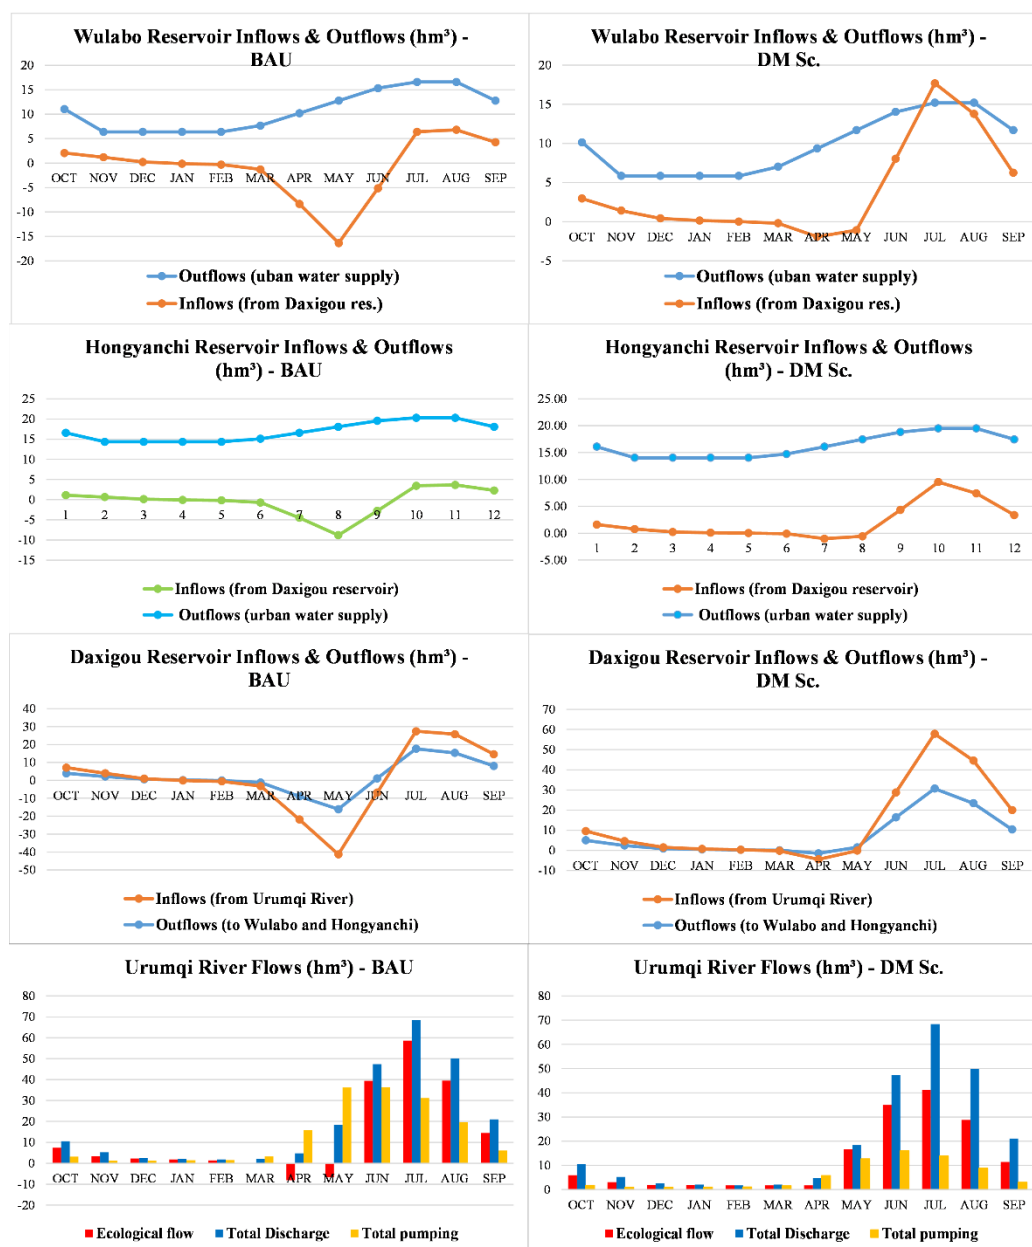 Wulabo Reservoir Inflows & Outflows (hm³) -
BAU
20
15
10
5
0
-5
-10
-15
-20
OCT NOV DEC JAN FEB MAR APR MAY JUN JUL AUG SEP
Outflows (uban water supply)
Inflows (from Daxigou res.)
Wulabo Reservoir Inflows & Outflows (hm³) -
DM Sc.
20
15
10
5
0
-5
OCT NOV DEC JAN FEB MAR APR MAY JUN JUL AUG SEP
Outflows (uban water supply)
Inflows (from Daxigou res.)
Hongyanchi Reservoir Inflows & Outflows
(hm³) - BAU
25
20
15
10
5
0
-5
-10
-15
1 2 3 4 5 6 7 8 9 10 11 12
Inflows (from Daxigou reservoir)
Outflows (urban water supply)
Hongyanchi Reservoir Inflows & Outflows
(hm³) - DM Sc.
25.00
20.00
15.00
10.00
5.00
0.00
-5.00
1 2 3 4 5 6 7 8 9 10 11 12
Inflows (from Daxigou reservoir)
Outflows (urban water supply)
Daxigou Reservoir Inflows & Outflows (hm³) -
BAU
40
30
20
10
0
-10
-20
-30
-40
-50
OCT NOV DEC JAN FEB MAR APR MAY JUN JUL AUG SEP
Inflows (from Urumqi River)
Outflows (to Wulabo and Hongyanchi)
Daxigou Reservoir Inflows & Outflows (hm³) -
DM Sc.
70
60
50
40
30
20
10
0
-10
OCT NOV DEC JAN FEB MAR APR MAY JUN JUL AUG SEP
Inflows (from Urumqi River)
Outflows (to Wulabo and Hongyanchi)
Urumqi River Flows (hm³) - BAU
80
70
60
50
40
30
20
10
0
-10
-20
OCT NOV DEC JAN FEB MAR APR MAY JUN JUL AUG SEP
Ecological flow Total Discharge Total pumping
Urumqi River Flows (hm³) - DM Sc.
80
70
60
50
40
30
20
10
0
OCT NOV DEC JAN FEB MAR APR MAY JUN JUL AUG SEP
Ecological flow Total Discharge Total pumping